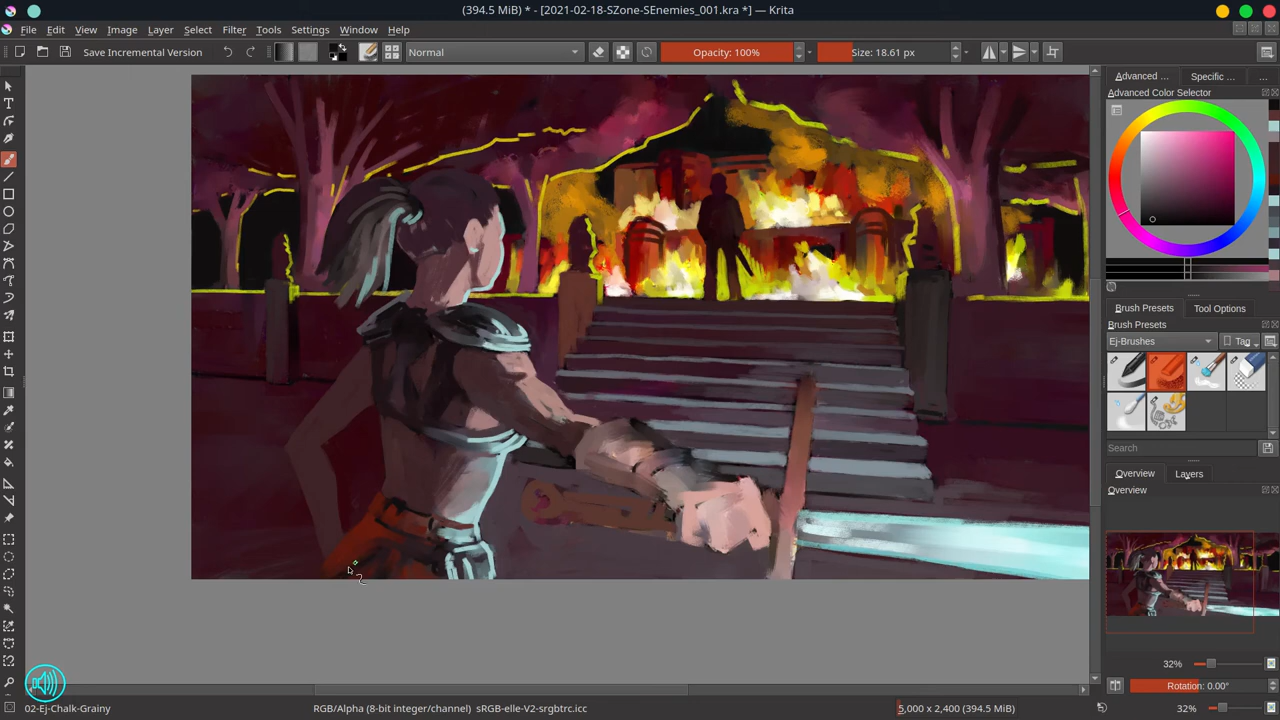 (394.5 MiB) * - [2021-02-18-SZone-SEnemies_001.kra *] — Krita
File Edit View Image Layer Select Filter Tools Settings Window Help
Save Incremental Version Normal Opacity: 100% Size: 18.61 px
Advanced ... Specific ... ...
Advanced Color Selector
Brush Presets Tool Options
Brush Presets
Ej-Brushes Tag
Search
Overview Layers
Overview
32%
Rotation: 0.00°
02-Ej-Chalk-Grainy RGB/Alpha (8-bit integer/channel) sRGB-elle-V2-srgbtrc.icc 5,000 x 2,400 (394.5 MiB) 32%